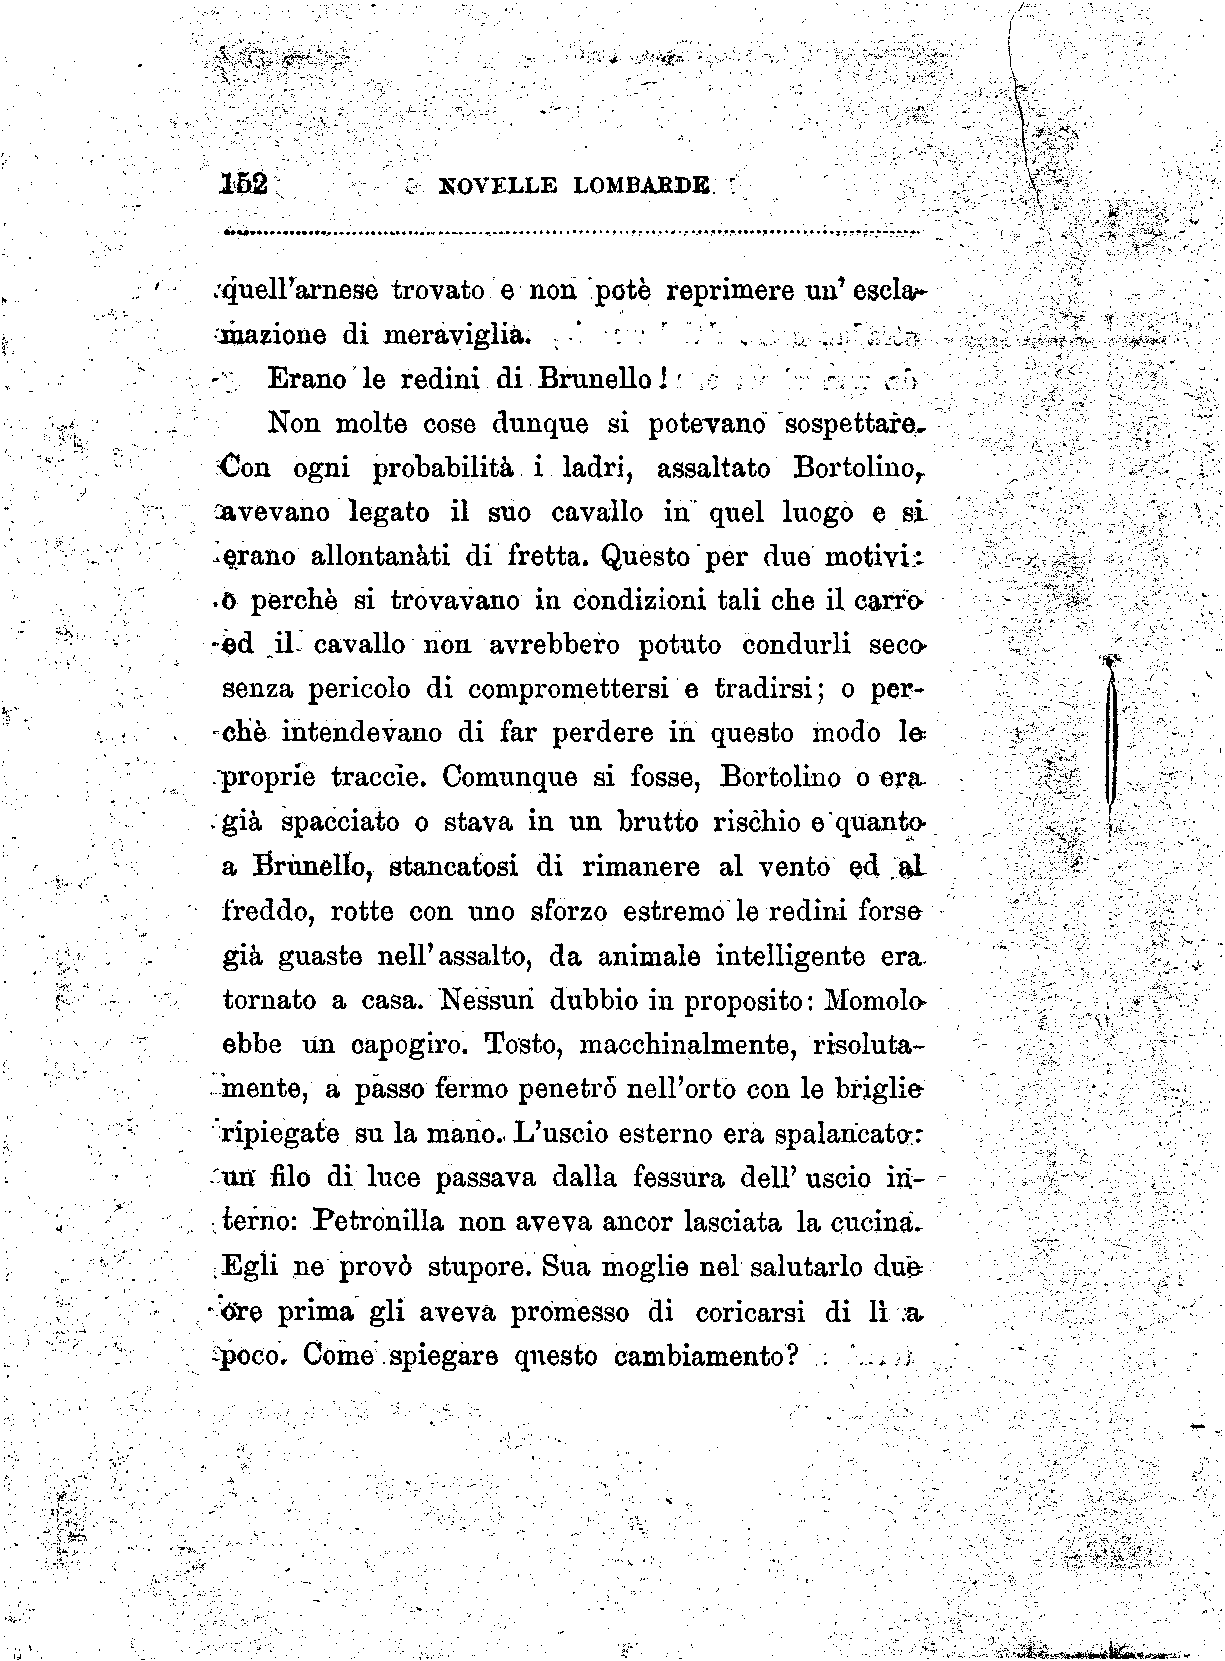 152 NOVELLE LOMBARDE
quell'arnese trovato e non potè reprimere un' escla-
mazione di meraviglia.
Erano le redini di Brunello!
Non molte cose dunque si potevano sospettare.
Con ogni probabilità i ladri, assaltato Bortolino,
avevano legato il suo cavallo in quel luogo e si
erano allontanàti di fretta. Questo per due motivi:
o perchè si trovavano in condizioni tali che il carro
ed il cavallo non avrebbero potuto condurli seco
senza pericolo di compromettersi e tradirsi; o per-
chè intendevano di far perdere in questo modo le
proprie traccie. Comunque si fosse, Bortolino o era
già spacciato o stava in un brutto rischio e quanto
a Brunello, stancatosi di rimanere al vento ed al
freddo, rotte con uno sforzo estremo le redini forse
già guaste nell'assalto, da animale intelligente era
tornato a casa. Nessun dubbio in proposito: Momolo
ebbe un capogiro. Tosto, macchinalmente, risoluta-
mente, a passo fermo penetrò nell'orto con le briglie
ripiegate su la mano. L'uscio esterno era spalancato:
un filo di luce passava dalla fessura dell' uscio in-
terno: Petronilla non aveva ancor lasciata la cucina.
Egli ne provò stupore. Sua moglie nel salutarlo due
ore prima gli aveva promesso di coricarsi di lì a
poco. Come spiegare questo cambiamento?